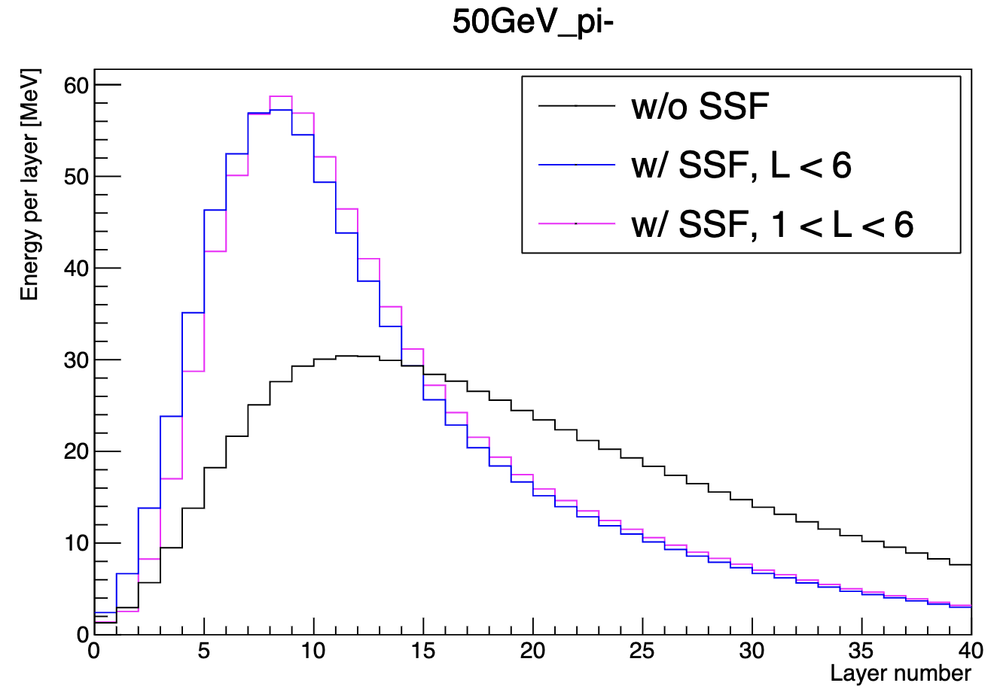 50GeV_pi-
Energy per layer [MeV]
60
50
40
30
20
10
0
w/o SSF
w/ SSF, L < 6
w/ SSF, 1 < L < 6
0 5 10 15 20 25 30 35 40
Layer number